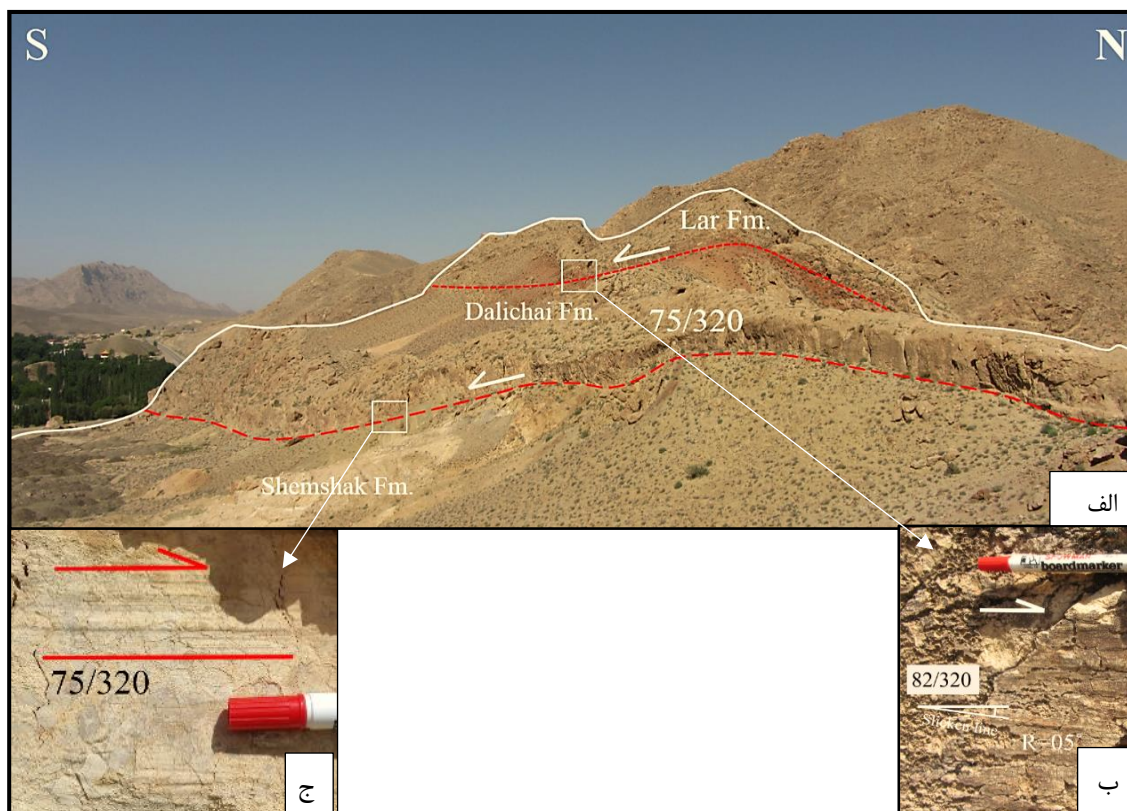 S
N
Lar Fm.
Dalichai Fm.
75/320
Shemshak Fm.
الف
75/320
ج
boardmarker
82/320
Slicken line
R=05°
ب